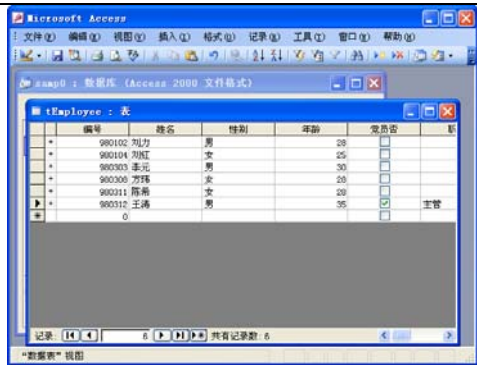 Microsoft Access
文件(F) 编辑(E) 视图(V) 插入(I) 格式(O) 记录(R) 工具(T) 窗口(W) 帮助(H)
samp0 : 数据库 (Access 2000 文件格式)
tEmployee : 表
编号 姓名 性别 年龄 党员否 职
980102 刘力 男 28
980104 刘红 女 25
980303 李元 男 30
980308 方玮 女 28
980311 陈希 女 28
980312 王涛 男 35 主管
0
记录: 6 共有记录数: 6
“数据表”视图